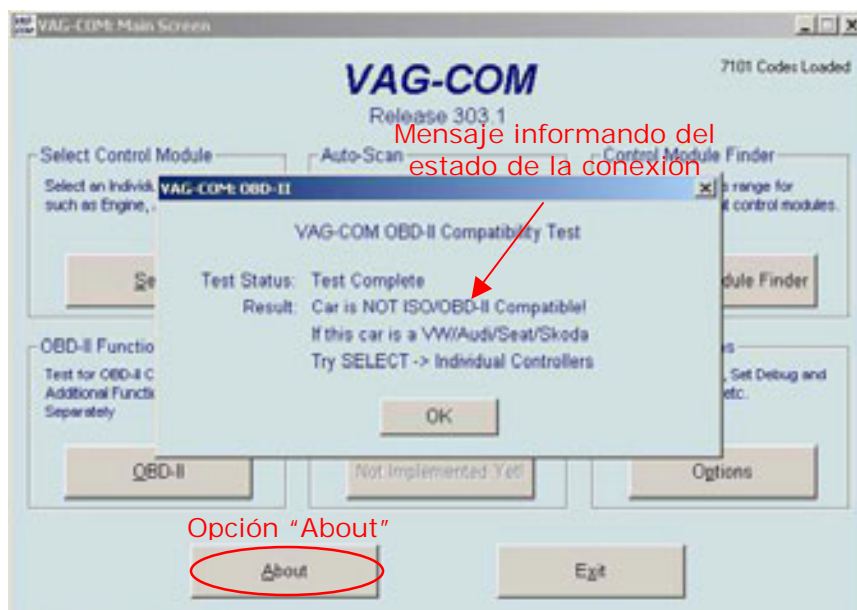 VAG-COM: Main Screen
VAG-COM
7101 Codes Loaded
Release 303.1
Mensaje informando del
estado de la conexión
Select Control Module
Auto-Scan
Control Module Finder
Select an Individ
such as Engine,
range for
control modules.
VAG-COM: OBD-II
VAG-COM OBD-II Compatibility Test
Test Status: Test Complete
Result: Car is NOT ISO/OBD-II Compatible!
If this car is a VW/Audi/Seat/Skoda
Try SELECT -> Individual Controllers
OK
Se
dule Finder
OBD-II Functio
ns
Test for OBD-II C
Additional Functi
Separately
, Set Debug and
etc.
OBD-II
Not Implemented Yet!
Options
Opción "About"
About
Exit